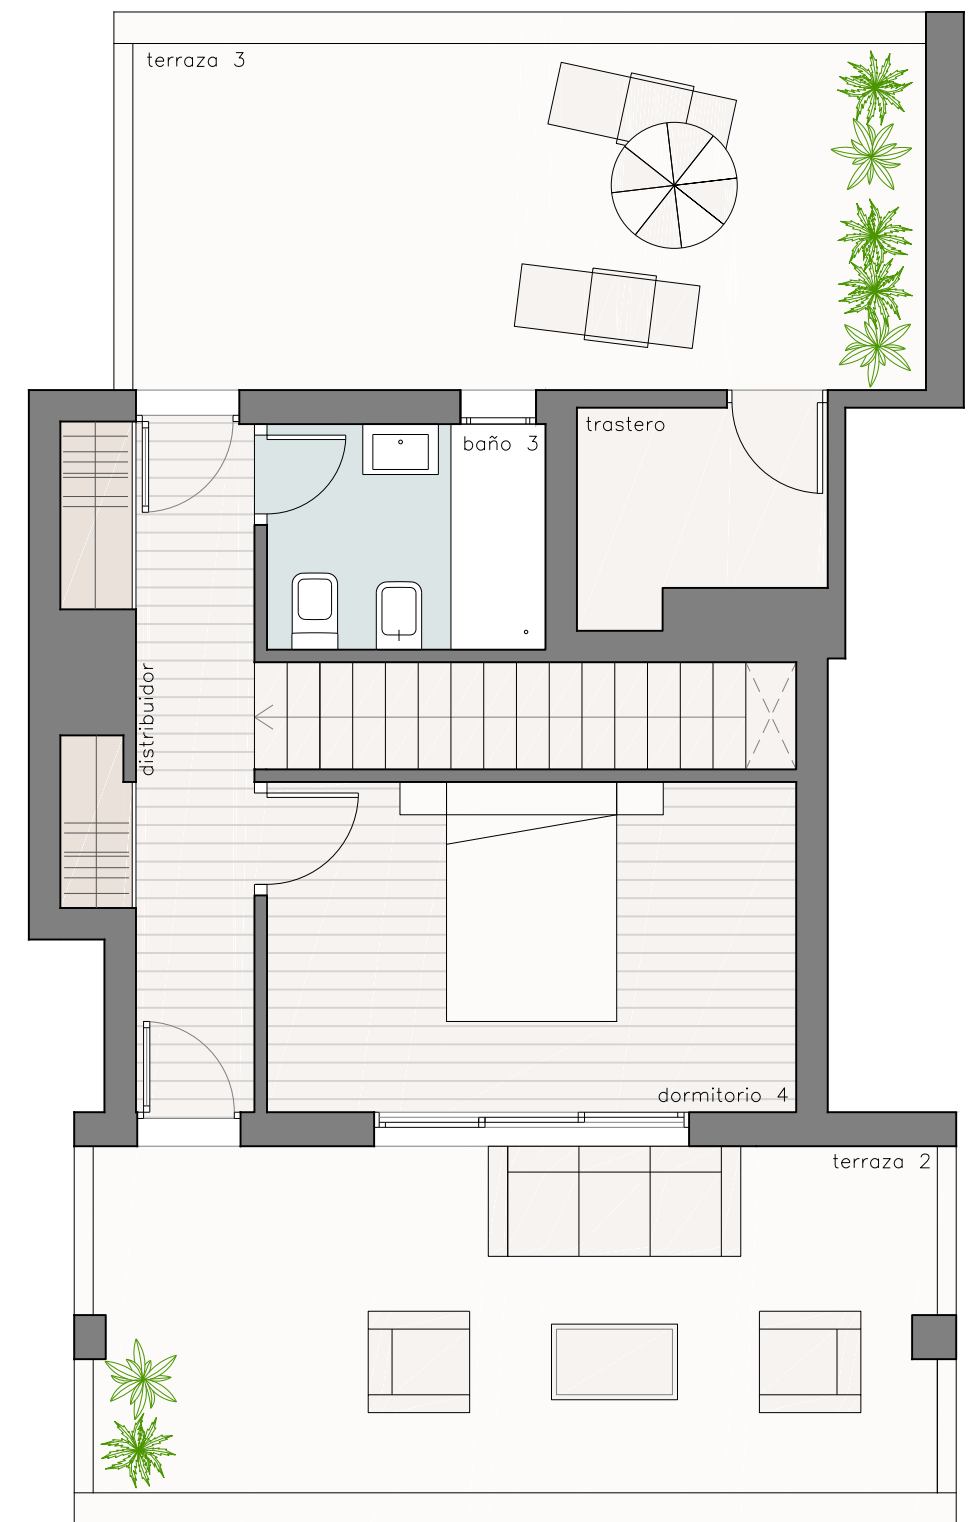 terraza 3
trastero
baño 3
distribuidor
dormitorio 4
terraza 2